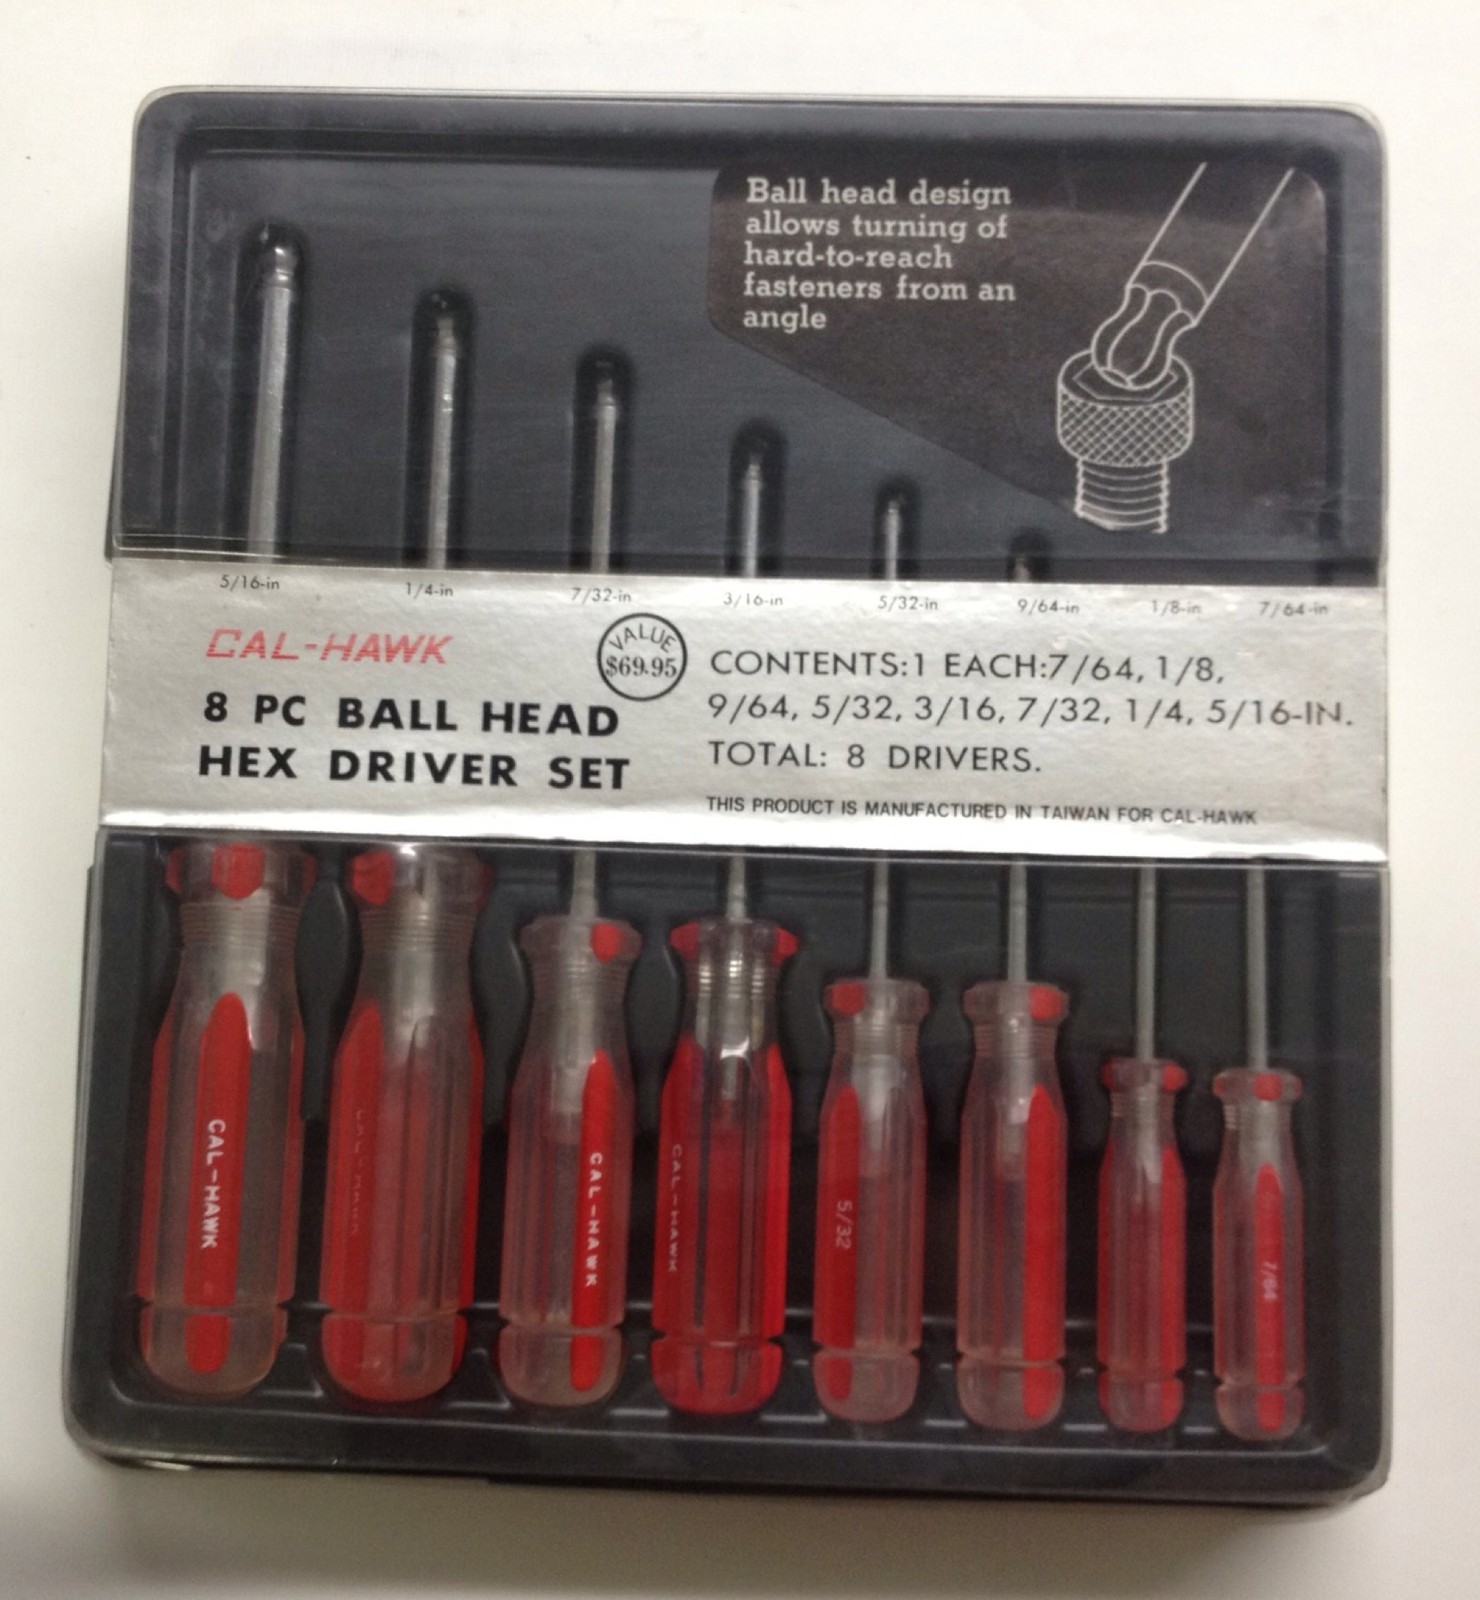 Ball head design
allows turning of
hard-to-reach
fasteners from an
angle
5/16-in
1/4-in
7/32-in
3/16-in
5/32-in
9/64-in
1/8-in
7/64-in
CAL-HAWK
VALUE
$69.95
8 PC BALL HEAD
HEX DRIVER SET
CONTENTS:1 EACH:7/64, 1/8,
9/64, 5/32, 3/16, 7/32, 1/4, 5/16-IN.
TOTAL: 8 DRIVERS.
THIS PRODUCT IS MANUFACTURED IN TAIWAN FOR CAL-HAWK
CAL-HAWK
CAL-HAWK
CAL-HAWK
CAL-HAWK
5/32
7/64